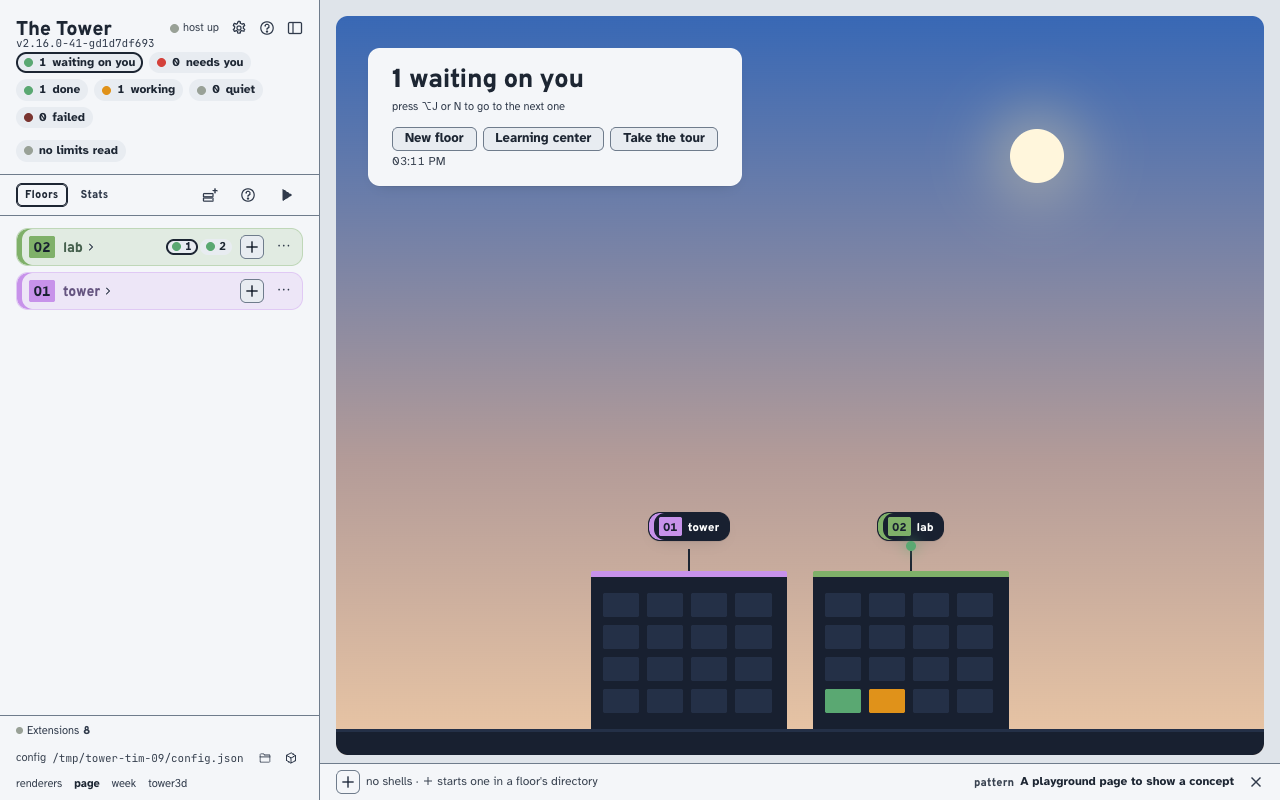 The Tower
host up
v2.16.0-41-gd1d7df693
1 waiting on you
0 needs you
1 done
1 working
0 quiet
0 failed
no limits read
Floors
Stats
02 lab
1
2
01 tower
Extensions 8
config /tmp/tower-tim-09/config.json
renderers page week tower3d
1 waiting on you
press ⌥J or N to go to the next one
New floor
Learning center
Take the tour
03:11 PM
01 tower
02 lab
no shells · + starts one in a floor's directory
pattern A playground page to show a concept